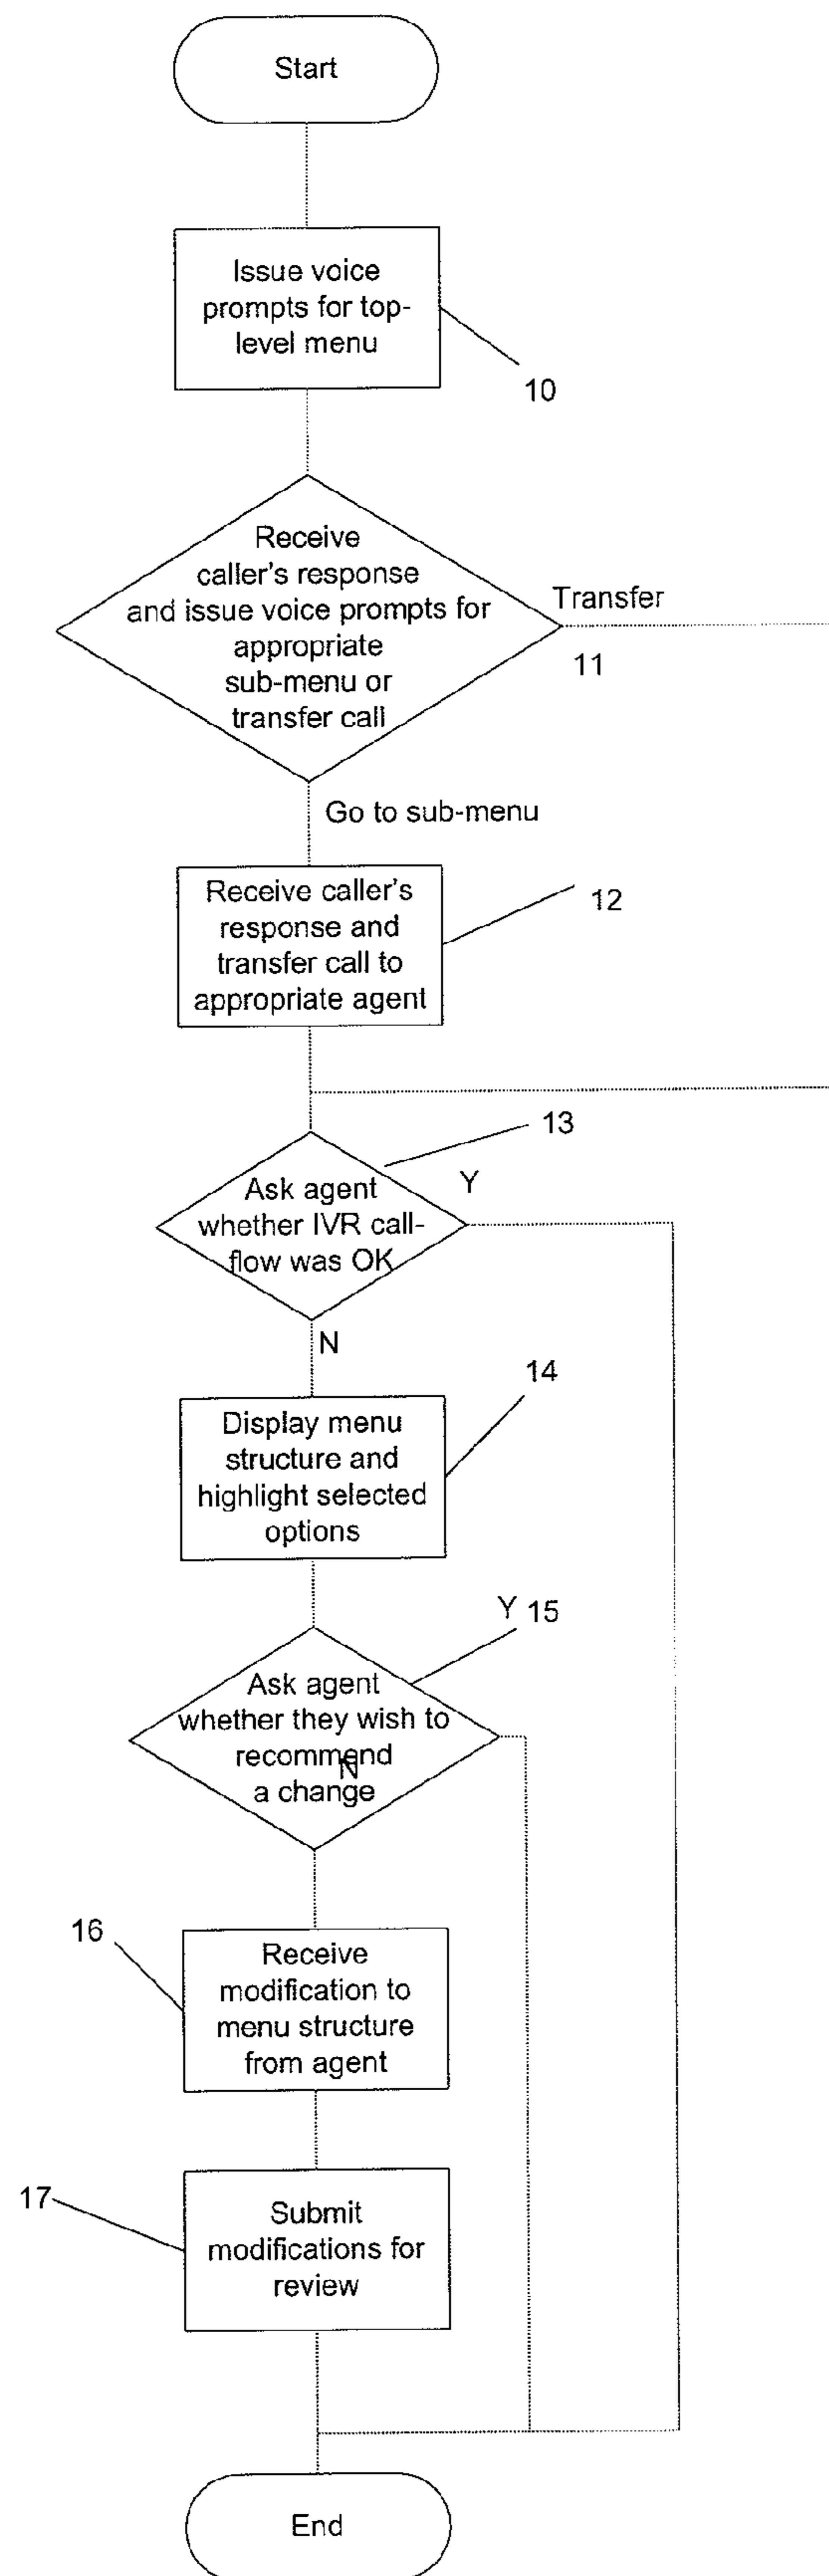 Start
Issue voice
prompts for top-
level menu
10
Receive
caller's response
and issue voice prompts for
appropriate
sub-menu or
transfer call
Transfer
11
Go to sub-menu
Receive caller's
response and
transfer call to
appropriate agent
12
13
Ask agent
whether IVR call-
flow was OK
Y
N
14
Display menu
structure and
highlight selected
options
Y 15
Ask agent
whether they wish to
recommend
N
a change
16
Receive
modification to
menu structure
from agent
17
Submit
modifications for
review
End